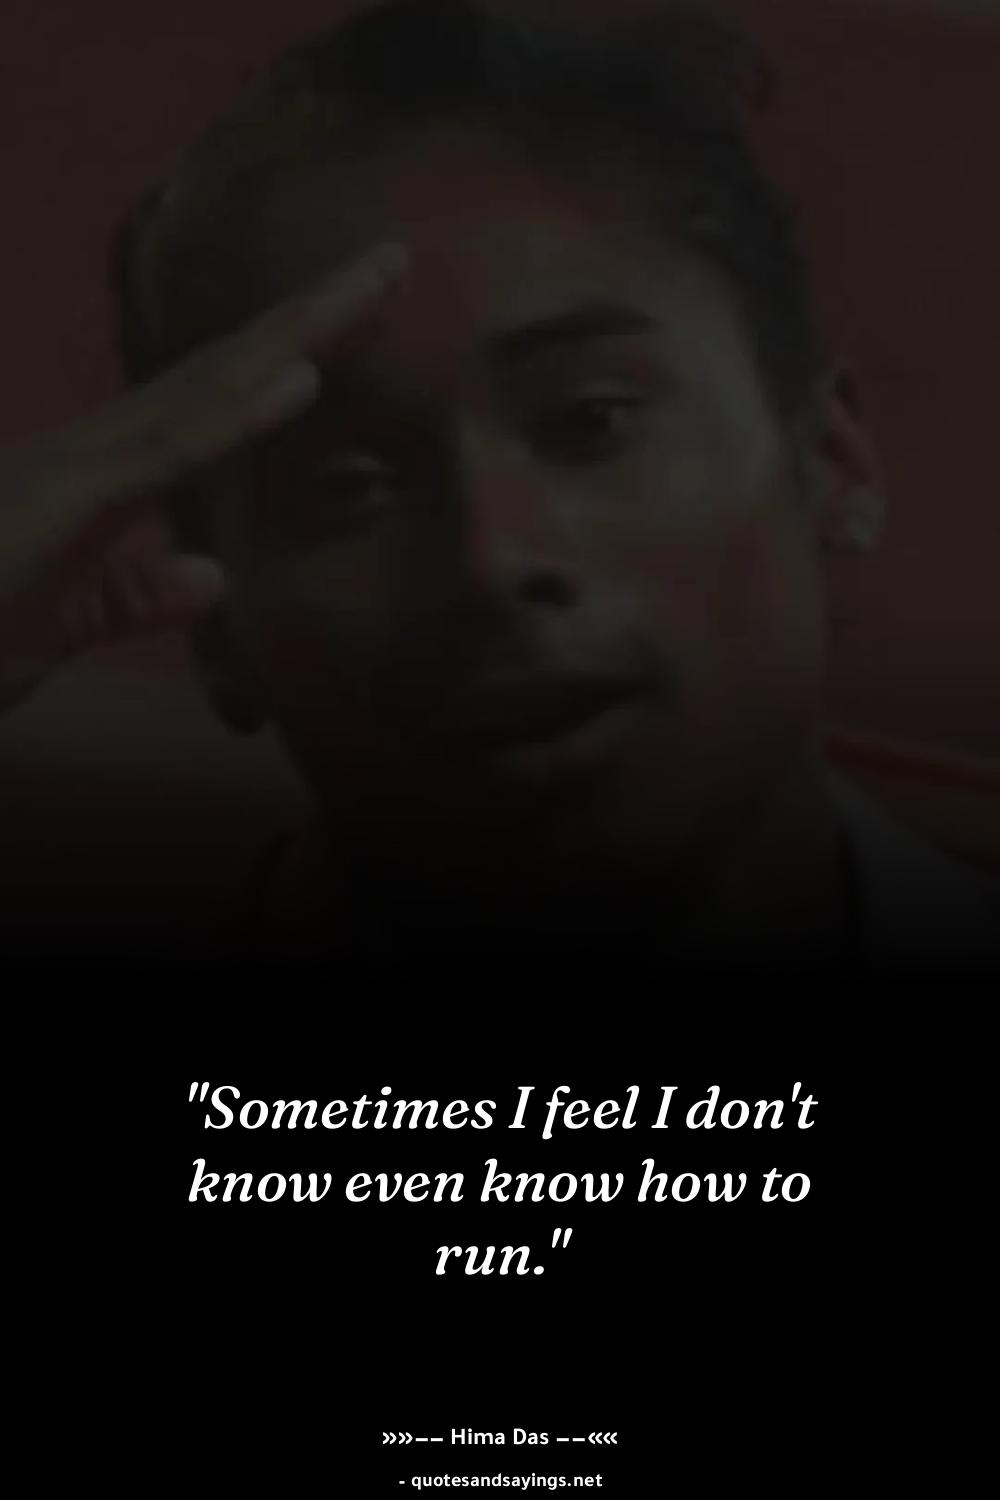 "Sometimes I feel I don't
know even know how to
run."
»»—— Hima Das ——««
- quotesandsayings.net